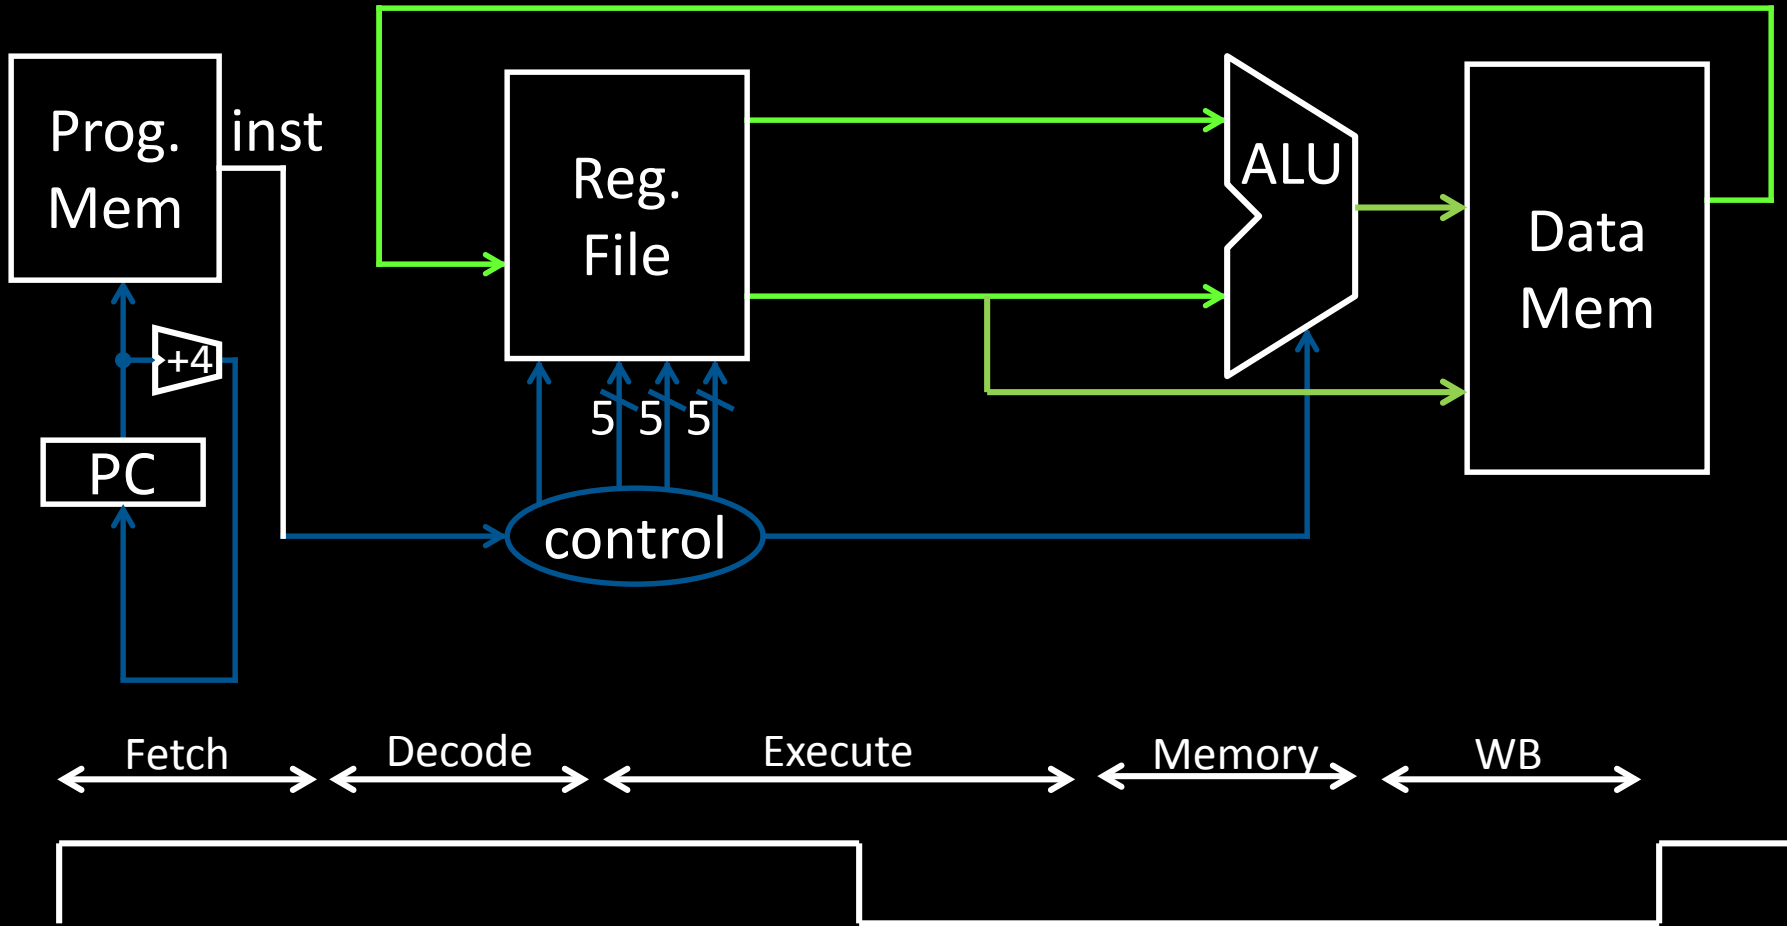 Prog.
Mem
inst
Reg.
File
ALU
Data
Mem
+4
PC
5 5 5
control
Fetch
Decode
Execute
Memory
WB